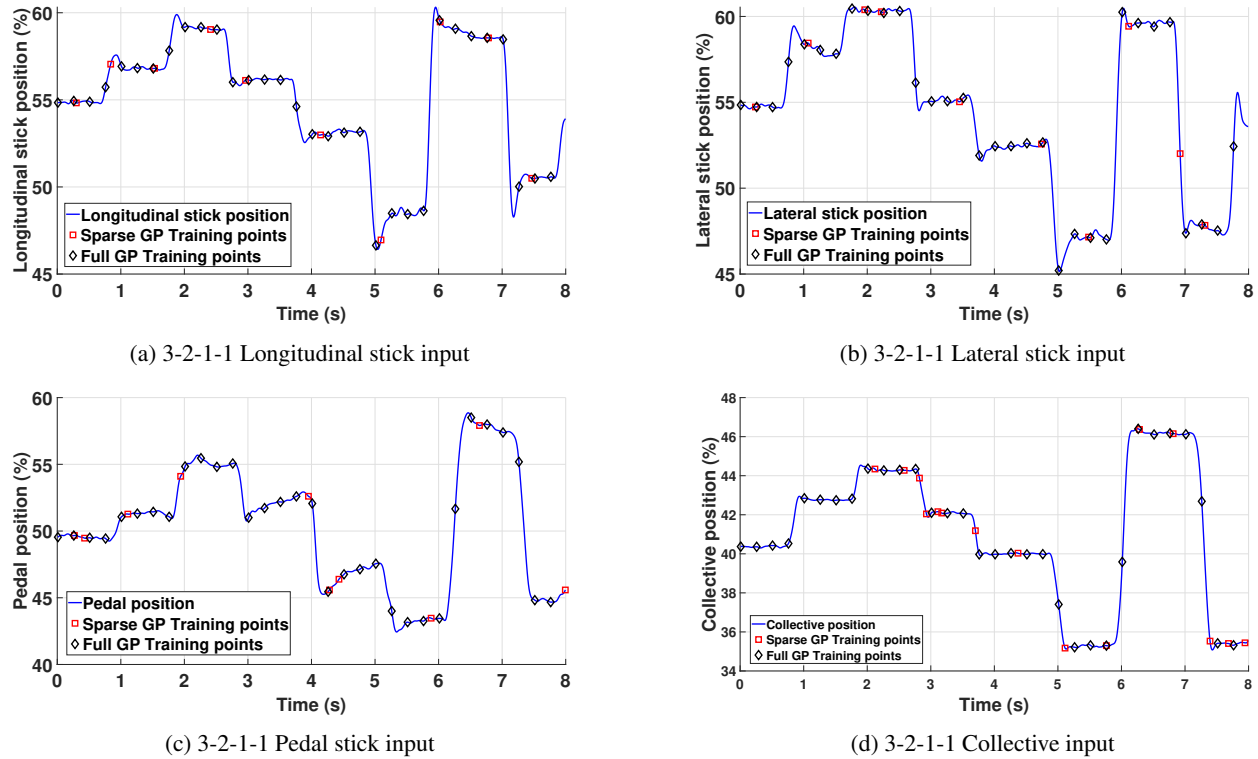 60
55
50
45
0 1 2 3 4 5 6 7 8
Longitudinal stick position (%)
Longitudinal stick position
Sparse GP Training points
Full GP Training points
Time (s)
(a) 3-2-1-1 Longitudinal stick input
60
55
50
45
0 1 2 3 4 5 6 7 8
Lateral stick position (%)
Lateral stick position
Sparse GP Training points
Full GP Training points
Time (s)
(b) 3-2-1-1 Lateral stick input
60
55
50
45
40
0 1 2 3 4 5 6 7 8
Pedal position (%)
Pedal position
Sparse GP Training points
Full GP Training points
Time (s)
(c) 3-2-1-1 Pedal stick input
48
46
44
42
40
38
36
34
0 1 2 3 4 5 6 7 8
Collective position (%)
Collective position
Sparse GP Training points
Full GP Training points
Time (s)
(d) 3-2-1-1 Collective input